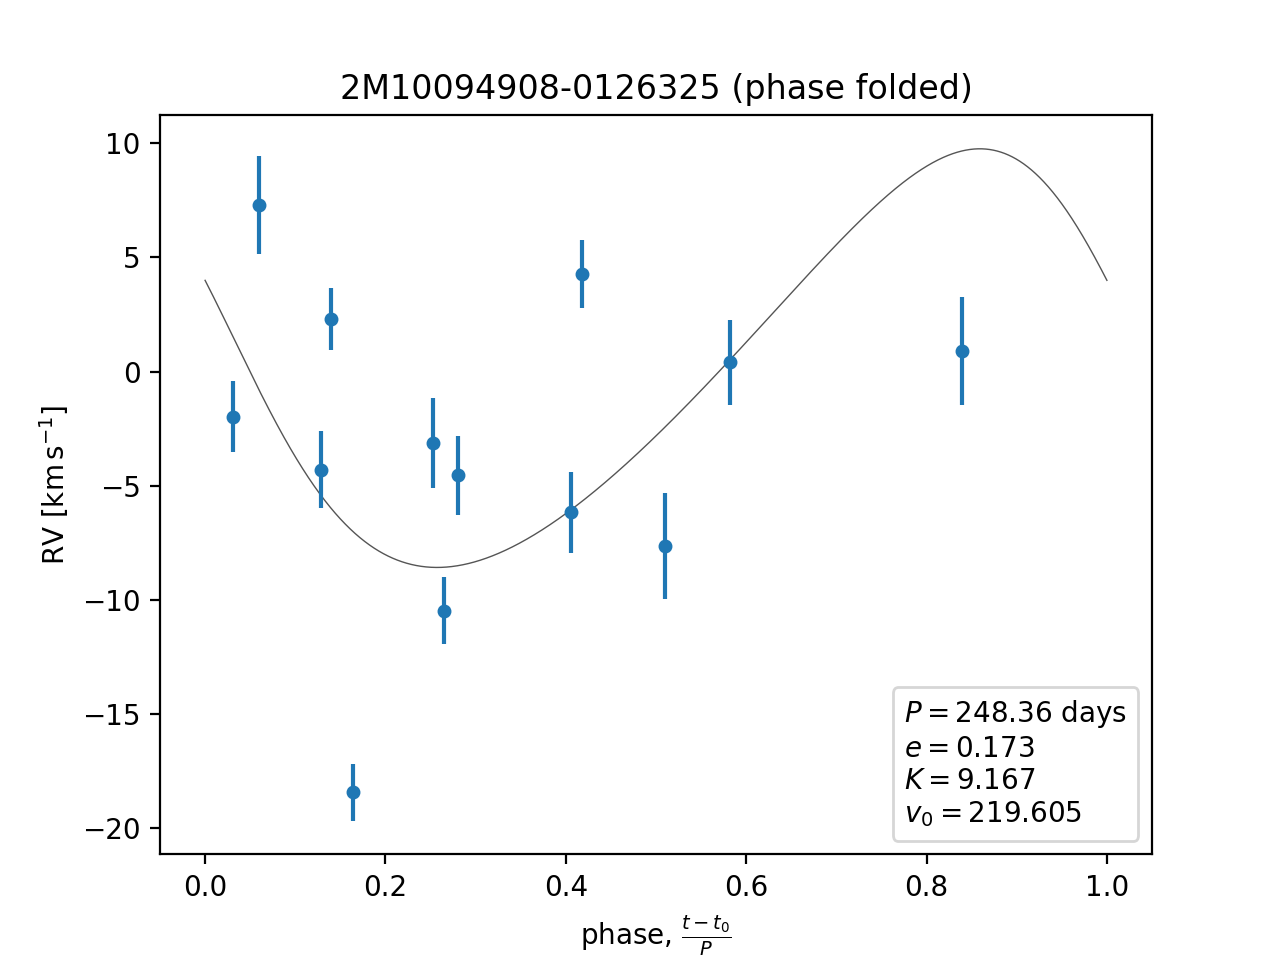 2M10094908-0126325 (phase folded)
10
5
0
−5
−10
−15
−20
RV [km s⁻¹]
P = 248.36 days
e = 0.173
K = 9.167
v₀ = 219.605
0.0 0.2 0.4 0.6 0.8 1.0
phase, (t − t₀)/P